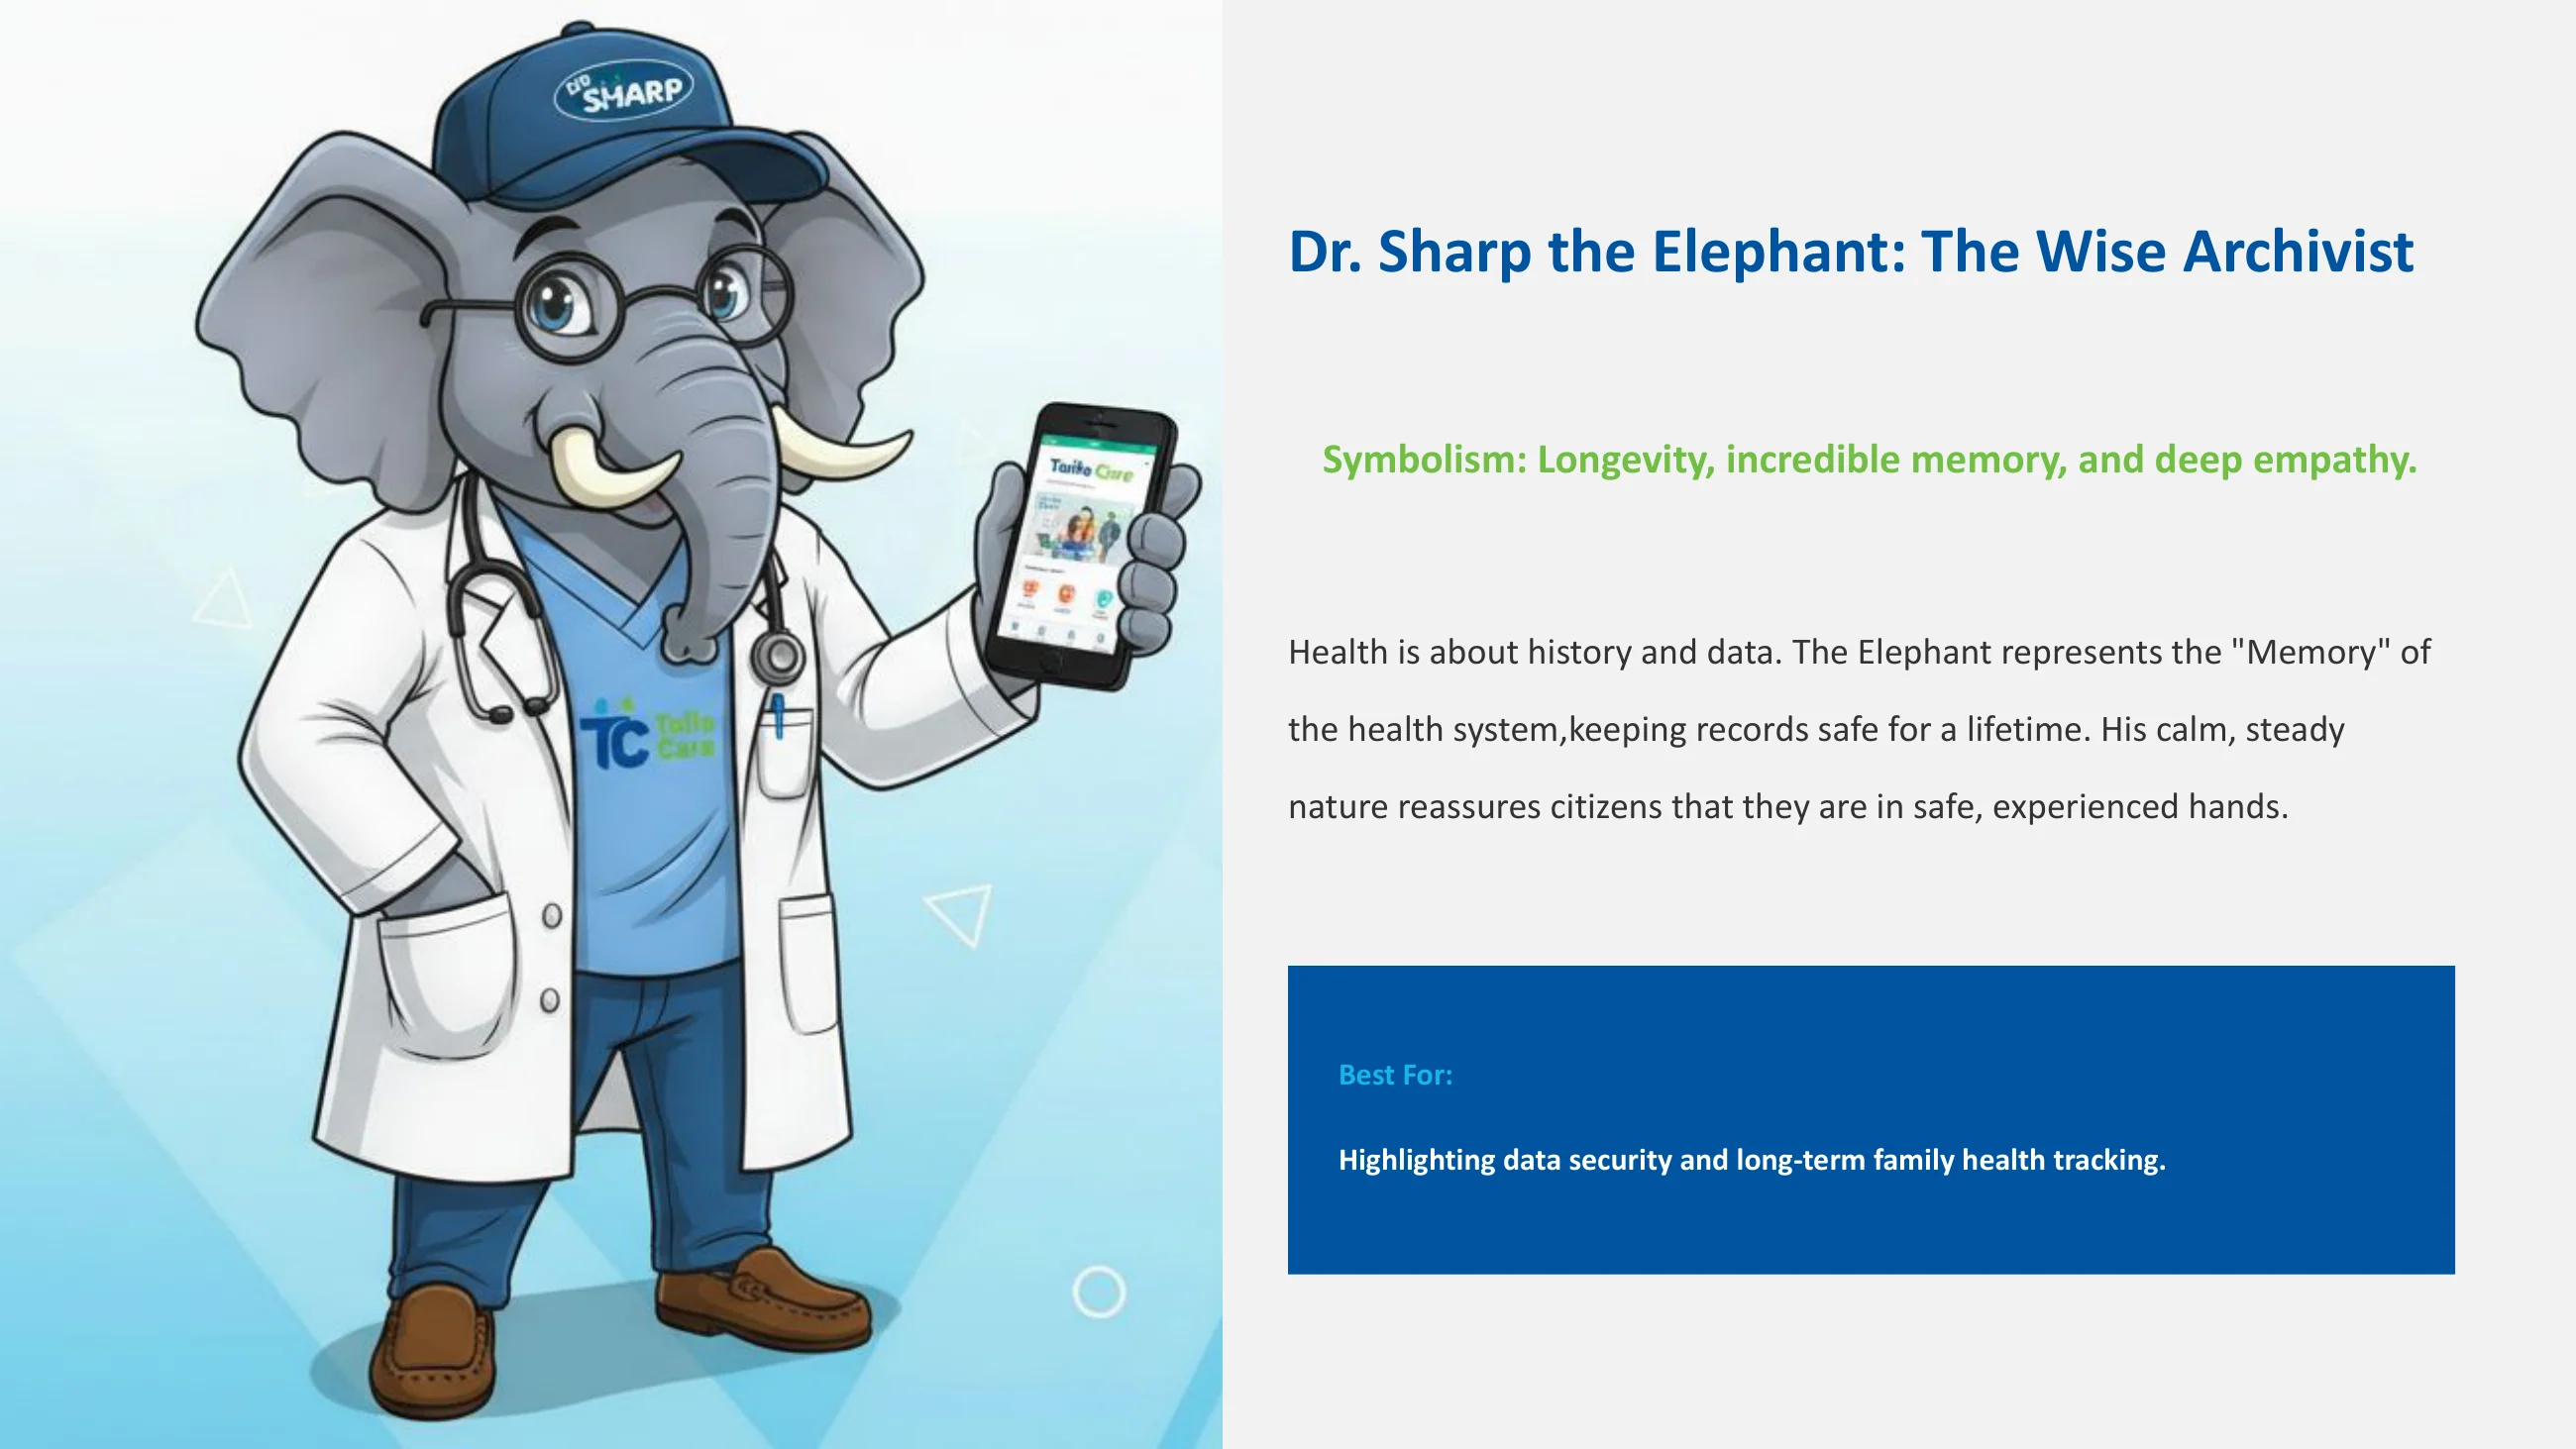 SHARP
Dr. Sharp the Elephant: The Wise Archivist
Symbolism: Longevity, incredible memory, and deep empathy.
Care
TC
Health is about history and data. The Elephant represents the "Memory" of
the health system,keeping records safe for a lifetime. His calm, steady
nature reassures citizens that they are in safe, experienced hands.
Best For:
Highlighting data security and long-term family health tracking.